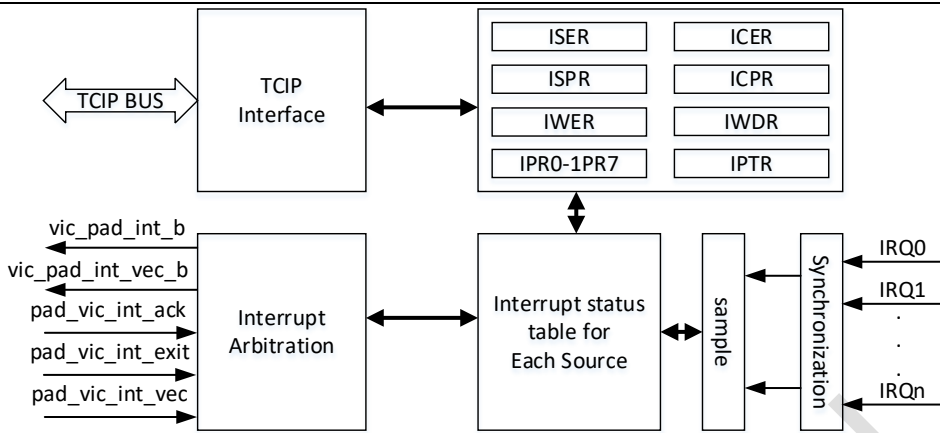 TCIP BUS
TCIP
Interface
ISER
ICER
ISPR
ICPR
IWER
IWDR
IPR0-1PR7
IPTR
vic_pad_int_b
vic_pad_int_vec_b
pad_vic_int_ack
pad_vic_int_exit
pad_vic_int_vec
Interrupt
Arbitration
Interrupt status
table for
Each Source
sample
Synchronization
IRQ0
IRQ1
.
.
.
IRQn